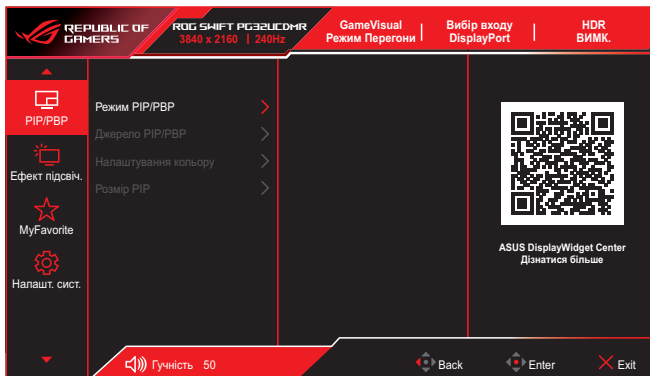 REPUBLIC OF
GAMERS
ROG SWIFT PG32UCDMR
3840 x 2160 | 240Hz
GameVisual
Режим Перегони
Вибір входу
DisplayPort
HDR
ВИМК.
PIP/PBP
Ефект підсвіч.
MyFavorite
Налашт. сист.
Режим PIP/PBP
Джерело PIP/PBP
Налаштування кольору
Розмір PIP
ASUS DisplayWidget Center
Дізнатися більше
Гучність 50
Back
Enter
Exit